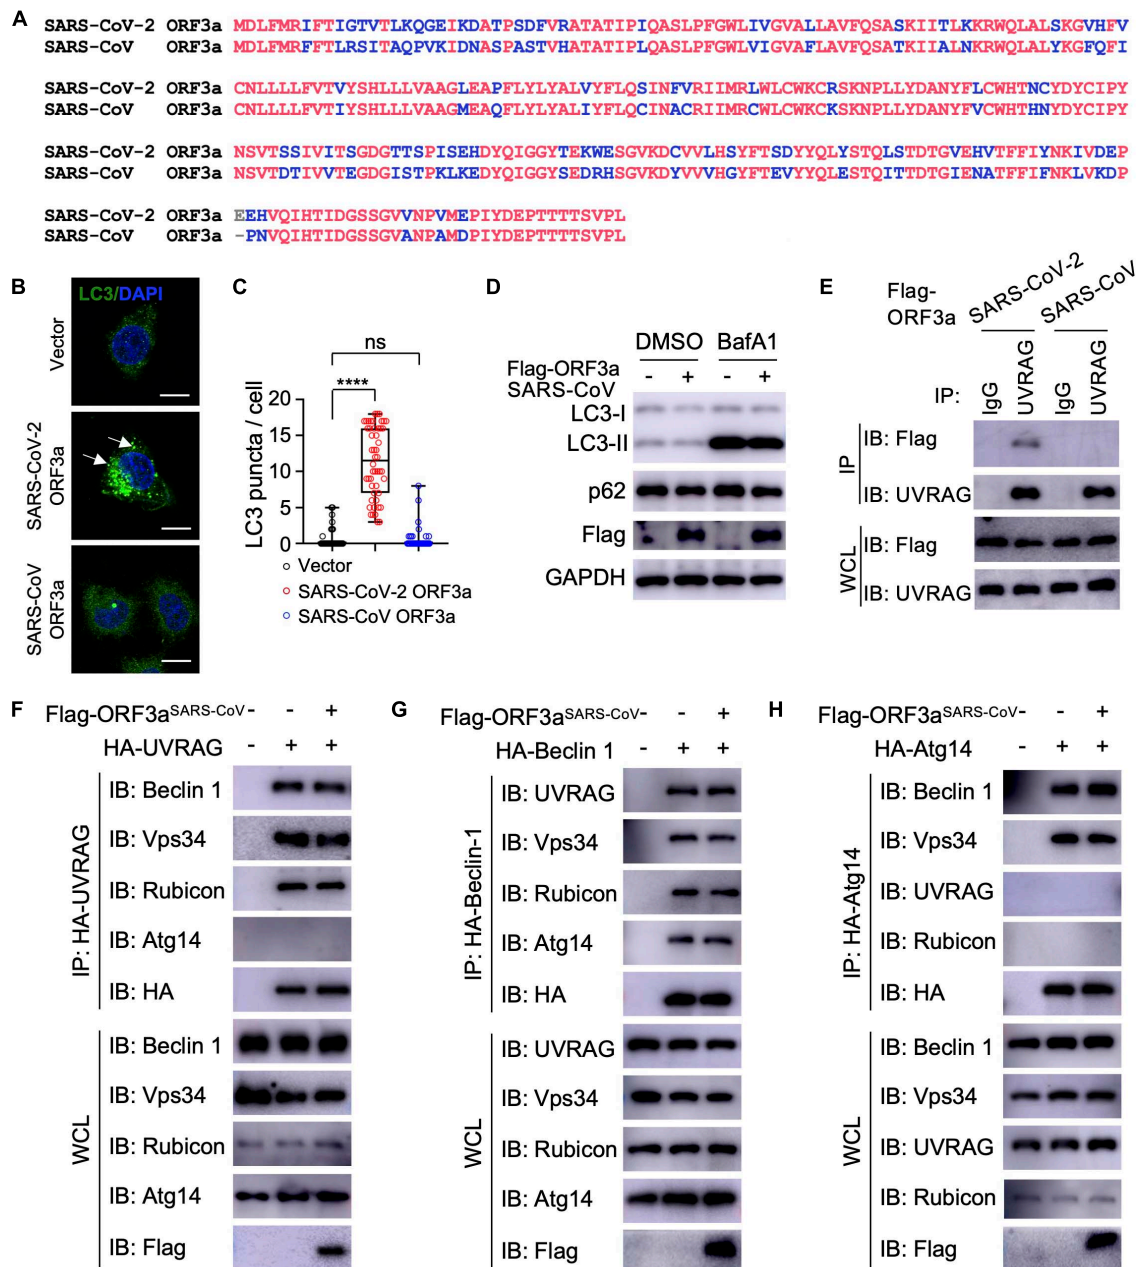 A
SARS-CoV-2 ORF3a MDLFMRIFTIGTVTLKQGEIKDATPSDFVRATATIPIQASLPFGWLIVGVALLAVFQSASKIITLKKRWQLALSKGVHFV
SARS-CoV ORF3a MDLFMRFFTLRSITAQPVKIDNASPASTVHATATIPLQASLPFGWLVIGVAFLAVFQSATKIIALNKRWQLALYKGFQFI
SARS-CoV-2 ORF3a CNLLLLFVTVYSHLLLVAAGLEAPFLYLYALVYFLQSINFVRIIMRLWLCWKCRSKNPLLYDANYFLCWHTNCYDYCIPY
SARS-CoV ORF3a CNLLLLFVTIYSHLLLVAAGMEAQFLYLYALIYFLQCINACRIIMRCWLCWKCKSKNPLLYDANYFVCWHTHNYDYCIPY
SARS-CoV-2 ORF3a NSVTSSIVITSGDGTTSPISEHDYQIGGYTEKWESGVKDCVVLHSYFTSDYYQLYSTQLSTDTGVEHVTFFIYNKIVDEP
SARS-CoV ORF3a NSVTDTIVVTEGDGISTPKLKEDYQIGGYSEDRHSGVKDYVVVHGYFTEVYYQLESTQITTDTGIENATFFIFNKLVKDP
SARS-CoV-2 ORF3a EEHVQIHTIDGSSGVVNPVMEPIYDEPTTTTSVPL
SARS-CoV ORF3a -PNVQIHTIDGSSGVANPAMDPIYDEPTTTTSVPL
B
LC3/DAPI
Vector
SARS-CoV-2
ORF3a
SARS-CoV
ORF3a
C
ns
****
LC3 puncta / cell
20
15
10
5
0
Vector
SARS-CoV-2 ORF3a
SARS-CoV ORF3a
D
DMSO BafA1
Flag-ORF3a
SARS-CoV - + - +
LC3-I
LC3-II
p62
Flag
GAPDH
E
Flag-
ORF3a
SARS-CoV-2
SARS-CoV
IP: IgG UVRAG IgG UVRAG
IP
IB: Flag
IB: UVRAG
WCL
IB: Flag
IB: UVRAG
F
Flag-ORF3aSARS-CoV - - +
HA-UVRAG - + +
IP: HA-UVRAG
IB: Beclin 1
IB: Vps34
IB: Rubicon
IB: Atg14
IB: HA
WCL
IB: Beclin 1
IB: Vps34
IB: Rubicon
IB: Atg14
IB: Flag
G
Flag-ORF3aSARS-CoV - - +
HA-Beclin 1 - + +
IP: HA-Beclin-1
IB: UVRAG
IB: Vps34
IB: Rubicon
IB: Atg14
IB: HA
WCL
IB: UVRAG
IB: Vps34
IB: Rubicon
IB: Atg14
IB: Flag
H
Flag-ORF3aSARS-CoV - - +
HA-Atg14 - + +
IP: HA-Atg14
IB: Beclin 1
IB: Vps34
IB: UVRAG
IB: Rubicon
IB: HA
WCL
IB: Beclin 1
IB: Vps34
IB: UVRAG
IB: Rubicon
IB: Flag